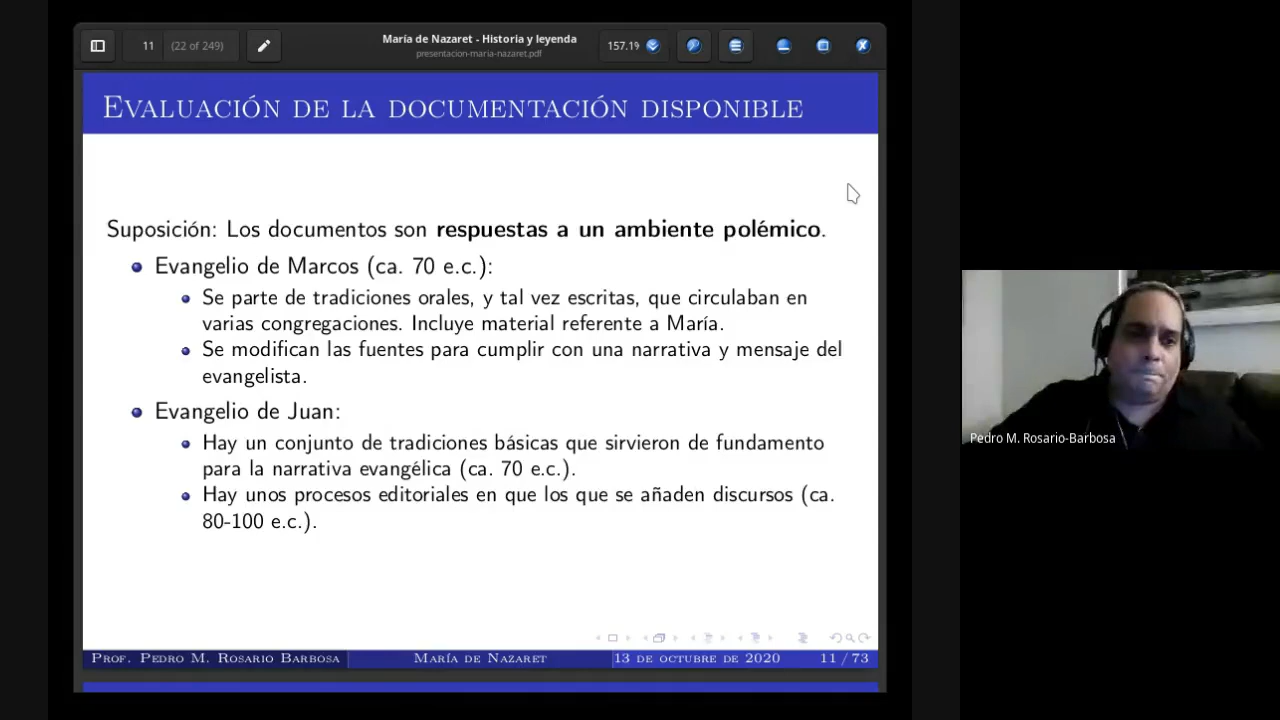 11 (22 of 249)
María de Nazaret - Historia y leyenda
presentacion-maria-nazaret.pdf
EVALUACIÓN DE LA DOCUMENTACIÓN DISPONIBLE
Suposición: Los documentos son respuestas a un ambiente polémico.
Evangelio de Marcos (ca. 70 e.c.):
Se parte de tradiciones orales, y tal vez escritas, que circulaban en
varias congregaciones. Incluye material referente a María.
Se modifican las fuentes para cumplir con una narrativa y mensaje del
evangelista.
Evangelio de Juan:
Hay un conjunto de tradiciones básicas que sirvieron de fundamento
para la narrativa evangélica (ca. 70 e.c.).
Hay unos procesos editoriales en que los que se añaden discursos (ca.
80-100 e.c.).
PROF. PEDRO M. ROSARIO BARBOSA MARÍA DE NAZARET 13 DE OCTUBRE DE 2020 11 / 73
Pedro M. Rosario-Barbosa